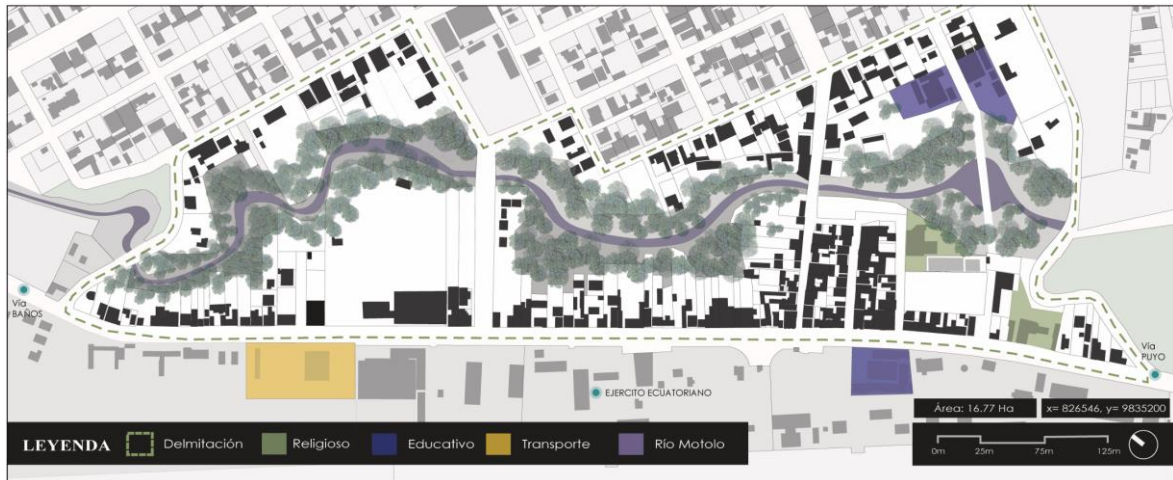 Vía
BAÑOS
Vía
PUYO
EJERCITO ECUATORIANO
Área: 16.77 Ha
x= 826546, y= 9835200
LEYENDA
Delmitación
Religioso
Educativo
Transporte
Río Motolo
0m
25m
75m
125m